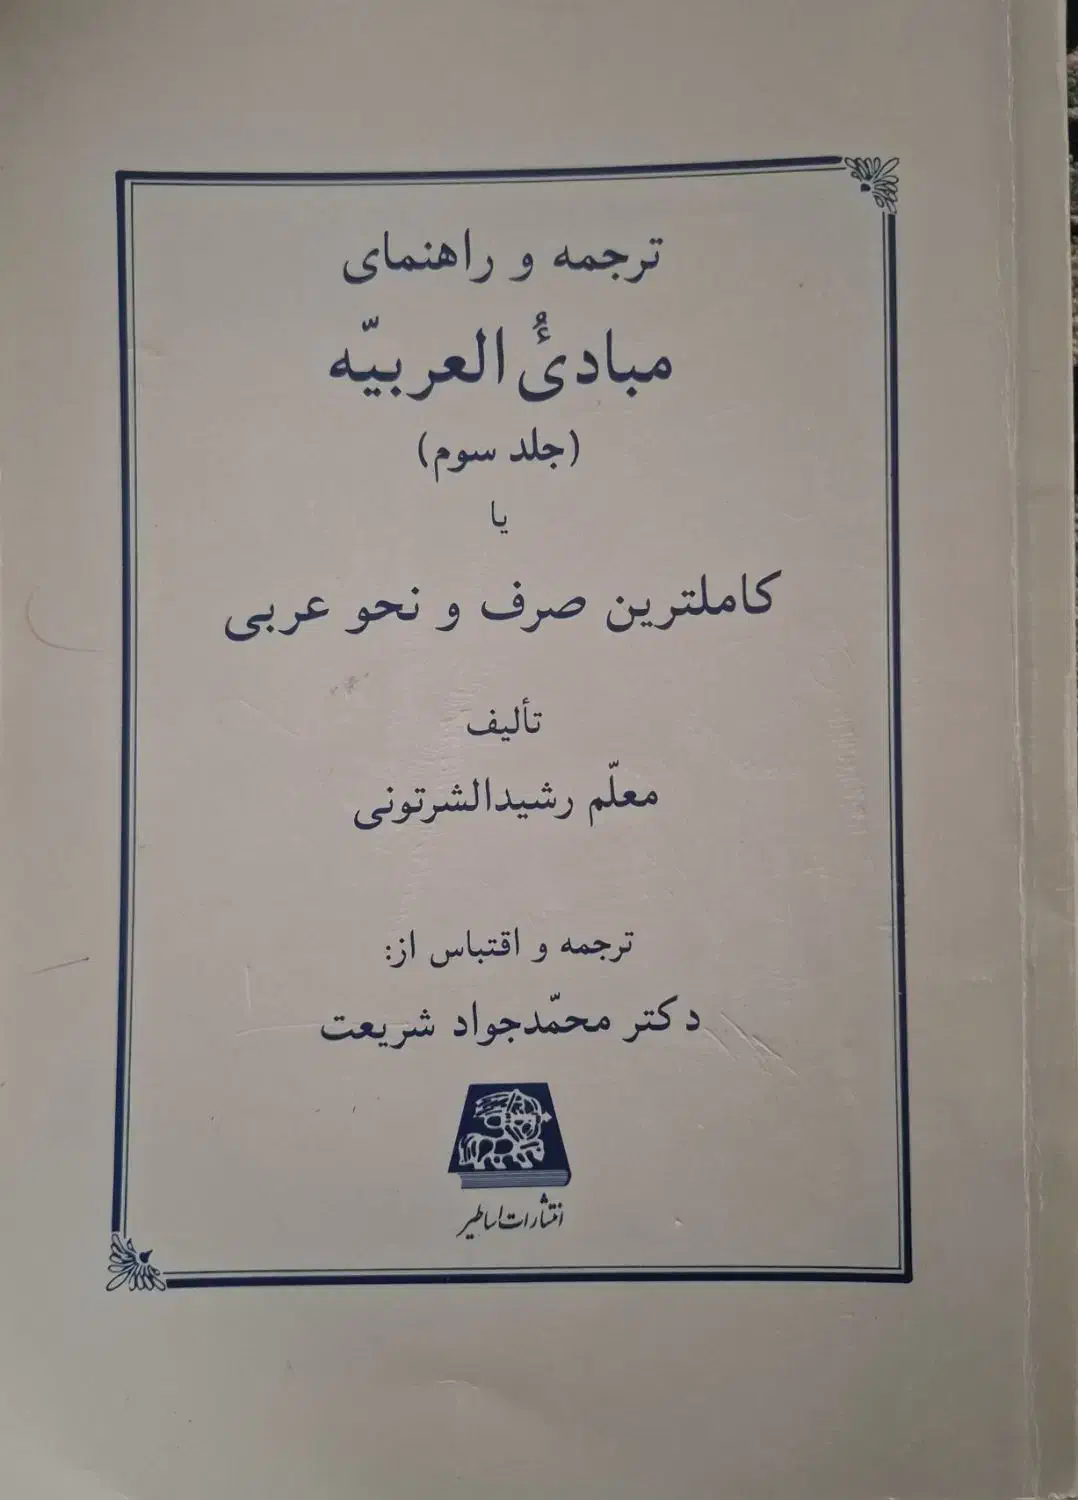 ترجمه و راهنمای
مبادئُ العربیّه
(جلد سوم)
یا
کاملترین صرف و نحو عربی
تألیف
معلّم رشیدالشرتونی
ترجمه و اقتباس از:
دکتر محمّدجواد شریعت
انتشارات اساطیر